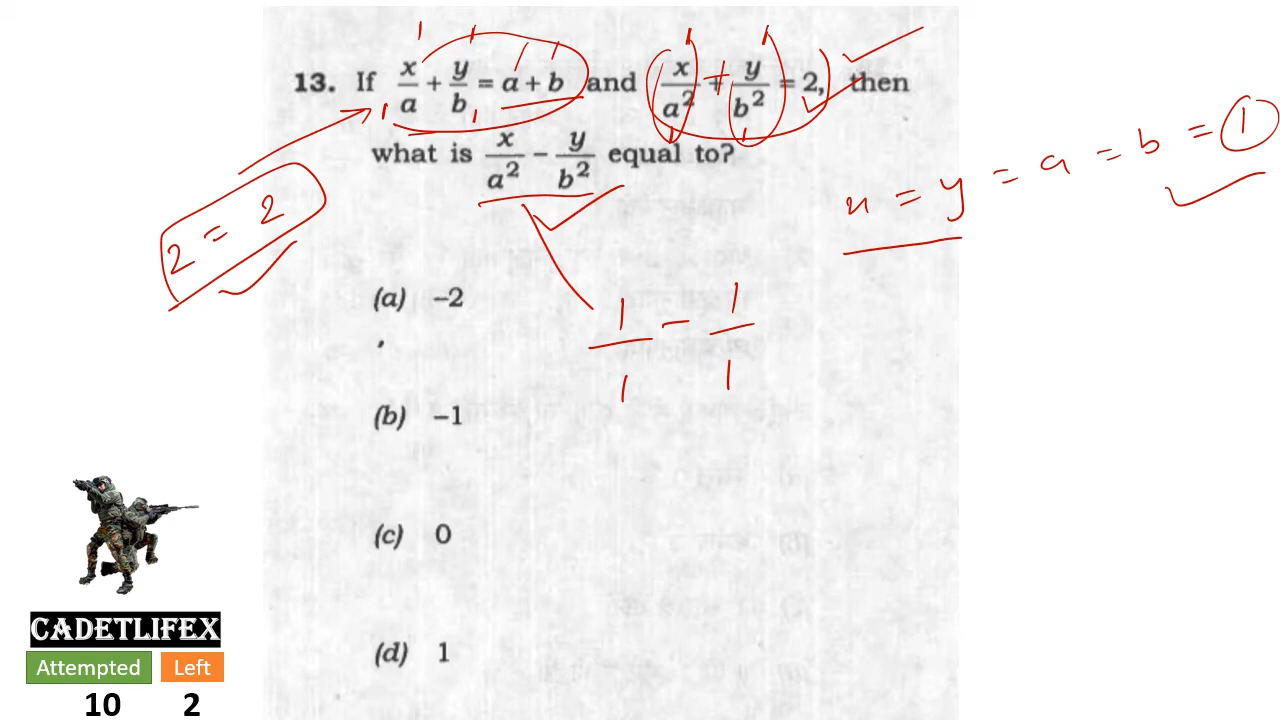 13. If x/a + y/b = a + b and x/a² + y/b² = 2, then
what is x/a² − y/b² equal to?
x = y = a = b = 1
2 = 2
1/1 − 1/1
(a) −2
(b) −1
(c) 0
(d) 1
CADETLIFEX
Attempted Left
10 2